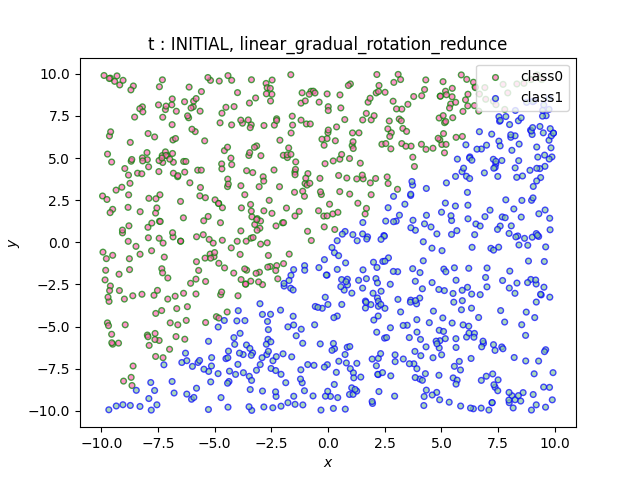 t : INITIAL, linear_gradual_rotation_redunce
class0
class1
10.0
7.5
5.0
2.5
0.0
−2.5
−5.0
−7.5
−10.0
y
−10.0 −7.5 −5.0 −2.5 0.0 2.5 5.0 7.5 10.0
x